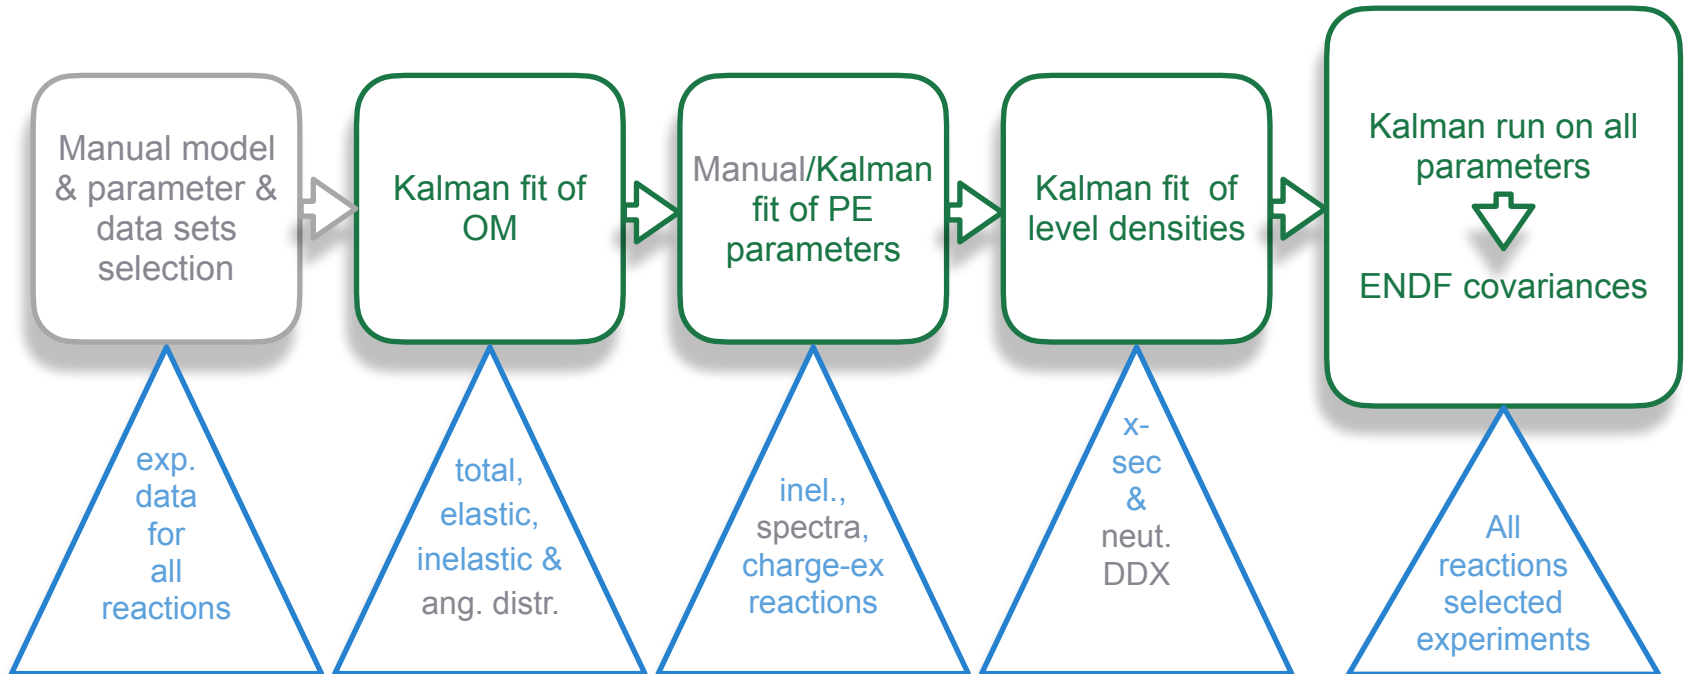 Manual model
& parameter &
data sets
selection
Kalman fit of
OM
Manual/Kalman
fit of PE
parameters
Kalman fit of
level densities
Kalman run on all
parameters
ENDF covariances
exp.
data
for
all
reactions
total,
elastic,
inelastic &
ang. distr.
inel.,
spectra,
charge-ex
reactions
x-
sec
&
neut.
DDX
All
reactions
selected
experiments